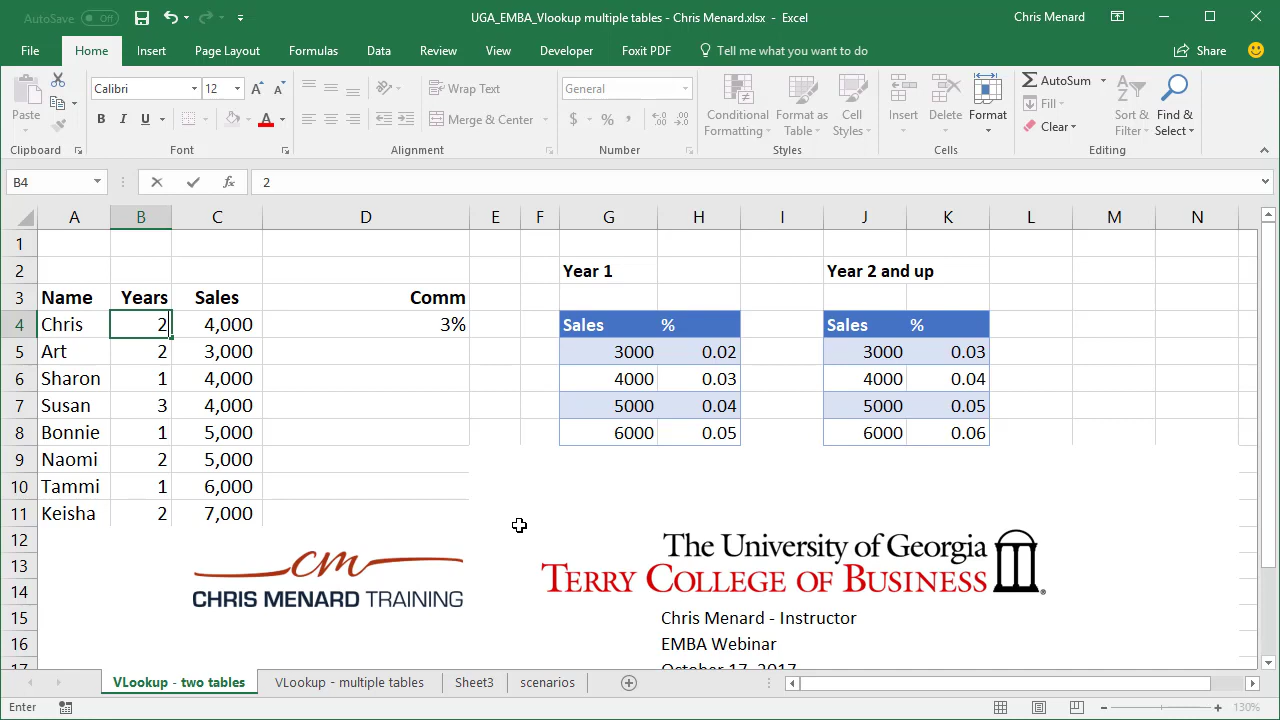 AutoSave Off
UGA_EMBA_Vlookup multiple tables - Chris Menard.xlsx - Excel
Chris Menard
File Home Insert Page Layout Formulas Data Review View Developer Foxit PDF Tell me what you want to do Share
Paste
Calibri 12
B I U A
Wrap Text
Merge & Center
General
$ % ,
Conditional Formatting
Format as Table
Cell Styles
Insert
Delete
Format
AutoSum
Fill
Clear
Sort & Filter
Find & Select
Clipboard Font Alignment Number Styles Cells Editing
B4 fx 2
A B C D E F G H I J K L M N
1
2 Year 1 Year 2 and up
3 Name Years Sales Comm
4 Chris 2 4,000 3% Sales % Sales %
5 Art 2 3,000 3000 0.02 3000 0.03
6 Sharon 1 4,000 4000 0.03 4000 0.04
7 Susan 3 4,000 5000 0.04 5000 0.05
8 Bonnie 1 5,000 6000 0.05 6000 0.06
9 Naomi 2 5,000
10 Tammi 1 6,000
11 Keisha 2 7,000
12
13
14
15
16
17
cm
CHRIS MENARD TRAINING
The University of Georgia
TERRY COLLEGE OF BUSINESS
Chris Menard - Instructor
EMBA Webinar
October 17, 2017
VLookup - two tables VLookup - multiple tables Sheet3 scenarios
Enter 130%